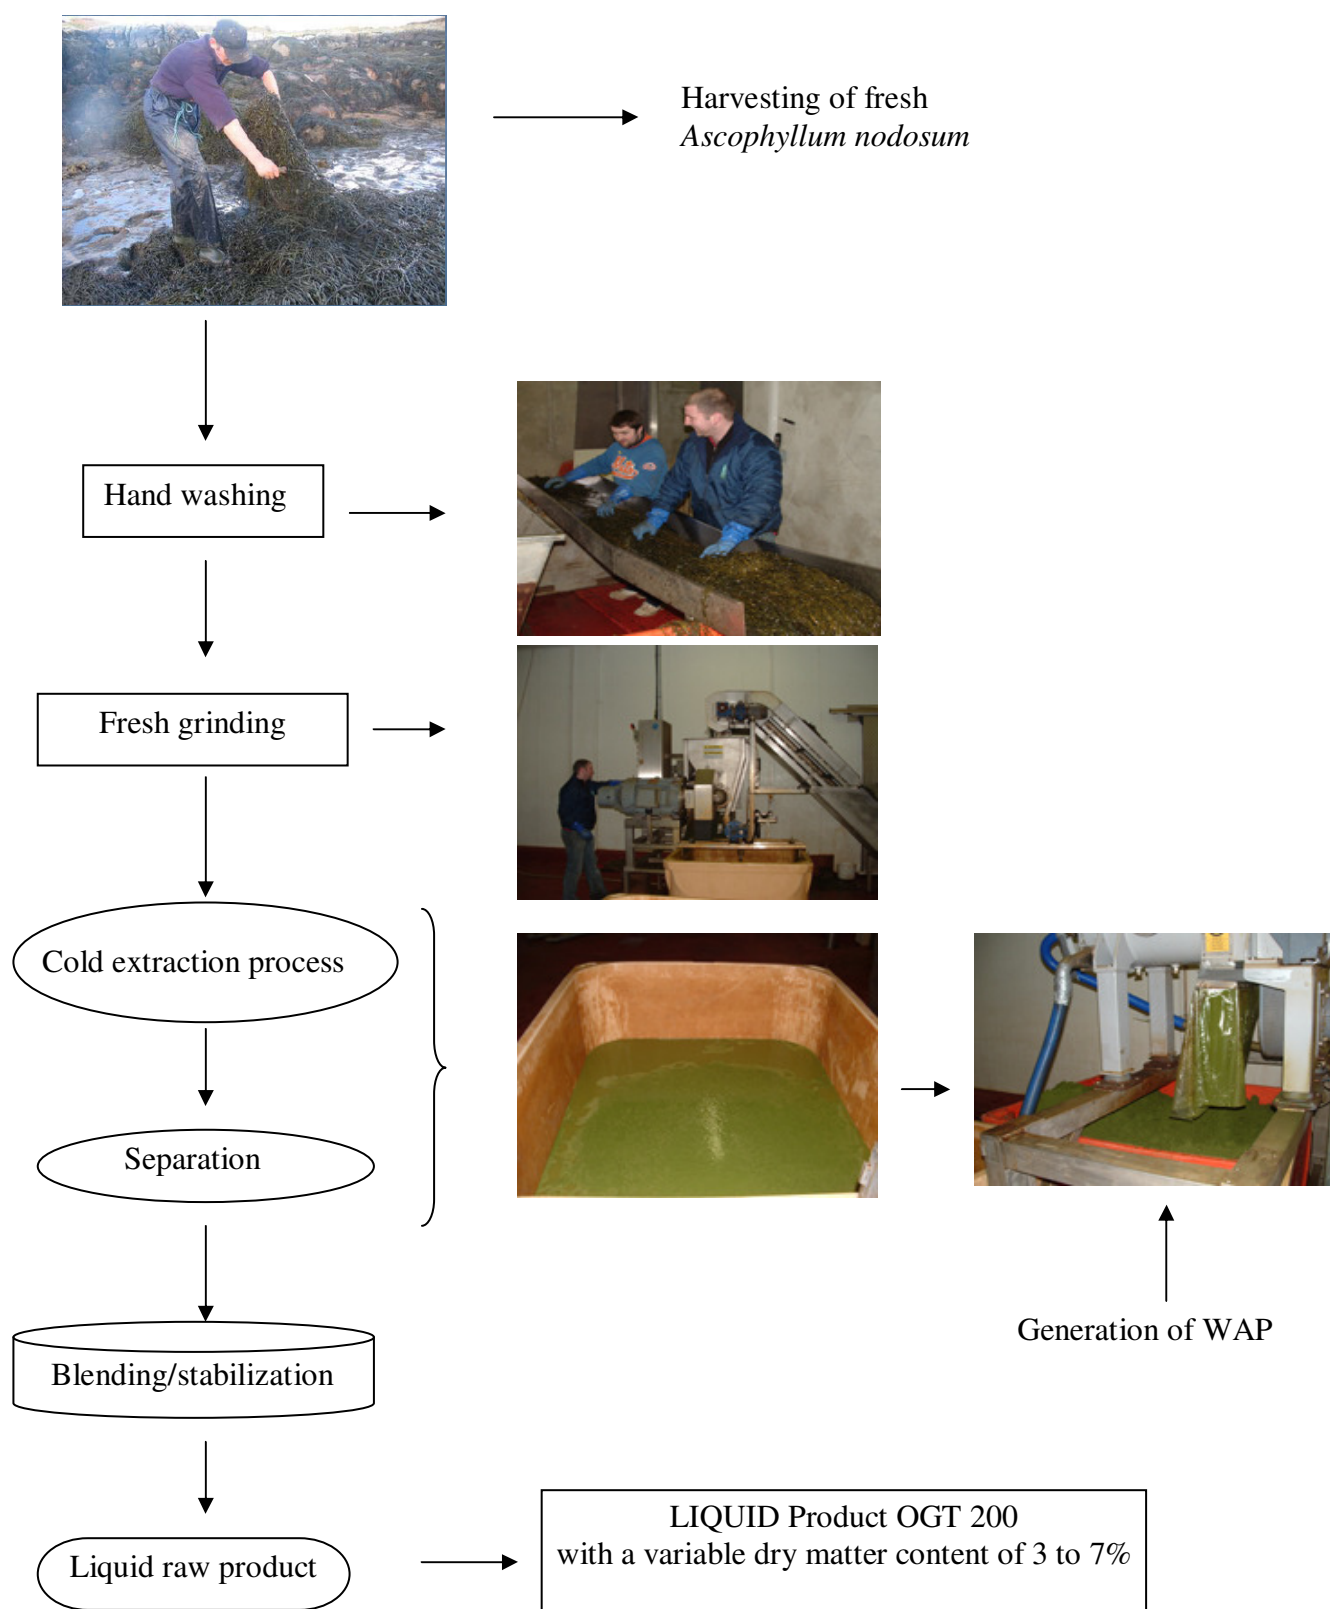 Harvesting of fresh
Ascophyllum nodosum
Hand washing
Fresh grinding
Cold extraction process
Separation
Generation of WAP
Blending/stabilization
LIQUID Product OGT 200
with a variable dry matter content of 3 to 7%
Liquid raw product